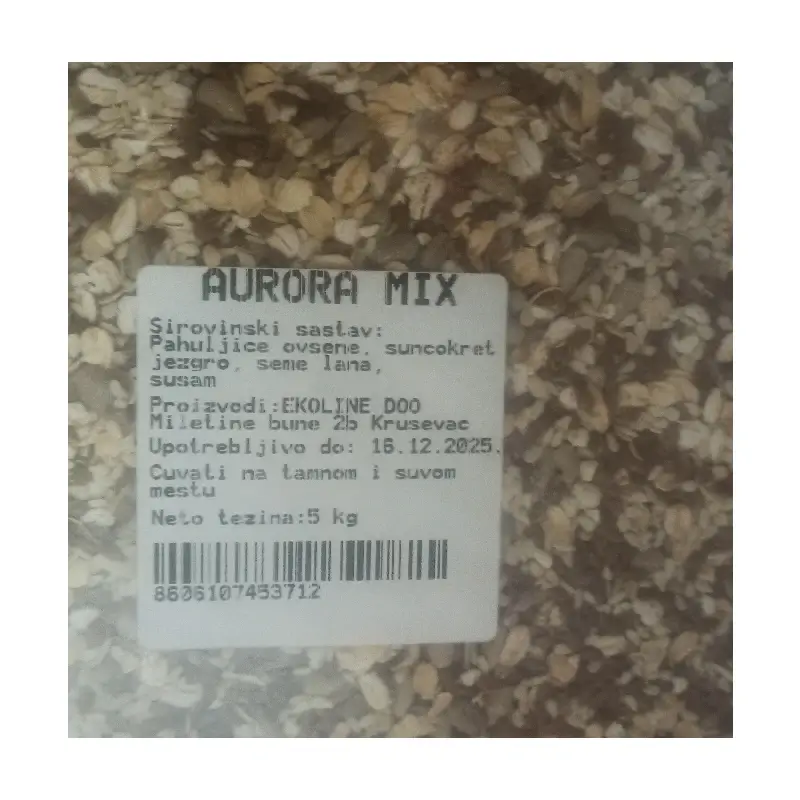 AURORA MIX
Sirovinski sastav:
Pahuljice ovsene, suncokret
jezgro, seme lana,
susam
Proizvodi:EKOLINE DOO
Miletine bune 2b Krusevac
Upotrebljivo do: 16.12.2025.
Cuvati na tamnom i suvom
mestu
Neto tezina:5 kg
8606107453712